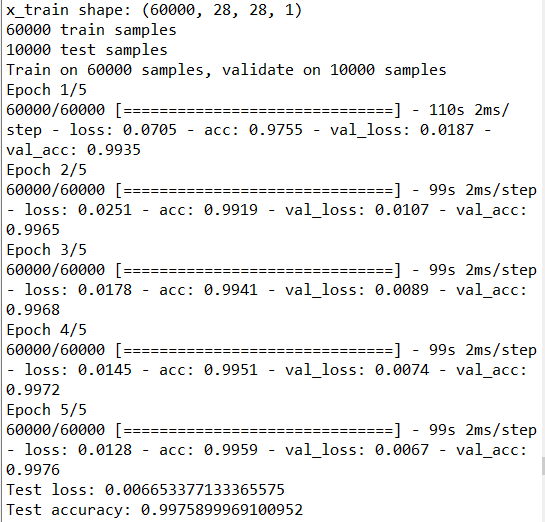 x_train shape: (60000, 28, 28, 1)
60000 train samples
10000 test samples
Train on 60000 samples, validate on 10000 samples
Epoch 1/5
60000/60000 [==============================] - 110s 2ms/
step - loss: 0.0705 - acc: 0.9755 - val_loss: 0.0187 -
val_acc: 0.9935
Epoch 2/5
60000/60000 [==============================] - 99s 2ms/step
- loss: 0.0251 - acc: 0.9919 - val_loss: 0.0107 - val_acc:
0.9965
Epoch 3/5
60000/60000 [==============================] - 99s 2ms/step
- loss: 0.0178 - acc: 0.9941 - val_loss: 0.0089 - val_acc:
0.9968
Epoch 4/5
60000/60000 [==============================] - 99s 2ms/step
- loss: 0.0145 - acc: 0.9951 - val_loss: 0.0074 - val_acc:
0.9972
Epoch 5/5
60000/60000 [==============================] - 99s 2ms/step
- loss: 0.0128 - acc: 0.9959 - val_loss: 0.0067 - val_acc:
0.9976
Test loss: 0.006653377133365575
Test accuracy: 0.9975899969100952